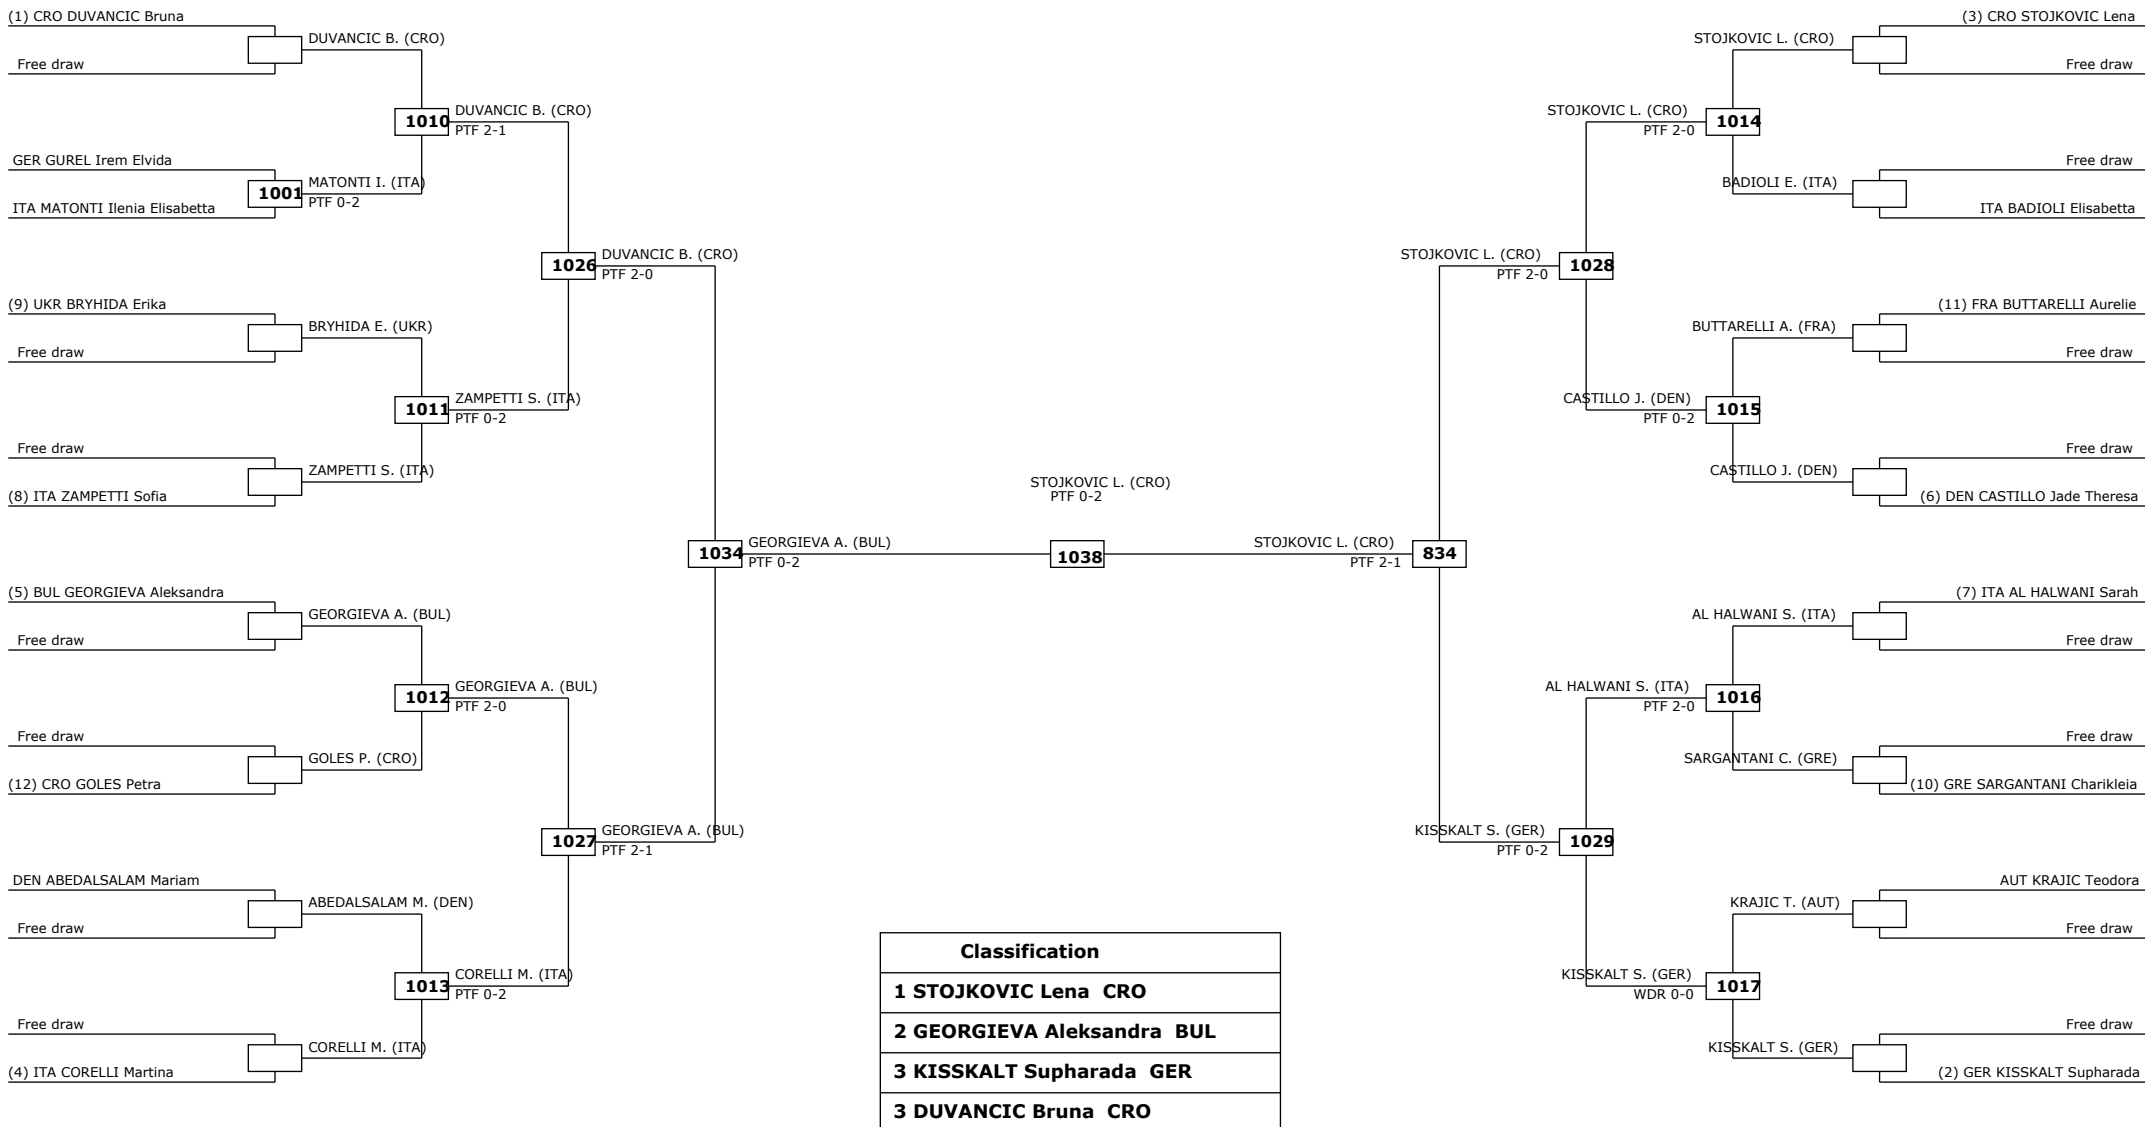 (1) CRO DUVANCIC Bruna
Free draw
DUVANCIC B. (CRO)
1010
DUVANCIC B. (CRO)
PTF 2-1
GER GUREL Irem Elvida
ITA MATONTI Ilenia Elisabetta
1001
MATONTI I. (ITA)
PTF 0-2
1026
DUVANCIC B. (CRO)
PTF 2-0
(9) UKR BRYHIDA Erika
Free draw
BRYHIDA E. (UKR)
1011
ZAMPETTI S. (ITA)
PTF 0-2
Free draw
(8) ITA ZAMPETTI Sofia
ZAMPETTI S. (ITA)
1034
GEORGIEVA A. (BUL)
PTF 0-2
(5) BUL GEORGIEVA Aleksandra
Free draw
GEORGIEVA A. (BUL)
1012
GEORGIEVA A. (BUL)
PTF 2-0
Free draw
(12) CRO GOLES Petra
GOLES P. (CRO)
1027
GEORGIEVA A. (BUL)
PTF 2-1
DEN ABEDALSALAM Mariam
Free draw
ABEDALSALAM M. (DEN)
1013
CORELLI M. (ITA)
PTF 0-2
Free draw
(4) ITA CORELLI Martina
CORELLI M. (ITA)
STOJKOVIC L. (CRO)
PTF 0-2
1038
(3) CRO STOJKOVIC Lena
Free draw
STOJKOVIC L. (CRO)
STOJKOVIC L. (CRO)
PTF 2-0
1014
Free draw
ITA BADIOLI Elisabetta
BADIOLI E. (ITA)
STOJKOVIC L. (CRO)
PTF 2-0
1028
(11) FRA BUTTARELLI Aurelie
Free draw
BUTTARELLI A. (FRA)
CASTILLO J. (DEN)
PTF 0-2
1015
Free draw
(6) DEN CASTILLO Jade Theresa
CASTILLO J. (DEN)
STOJKOVIC L. (CRO)
PTF 2-1
834
(7) ITA AL HALWANI Sarah
Free draw
AL HALWANI S. (ITA)
AL HALWANI S. (ITA)
PTF 2-0
1016
Free draw
(10) GRE SARGANTANI Charikleia
SARGANTANI C. (GRE)
KISSKALT S. (GER)
PTF 0-2
1029
AUT KRAJIC Teodora
Free draw
KRAJIC T. (AUT)
KISSKALT S. (GER)
WDR 0-0
1017
Free draw
(2) GER KISSKALT Supharada
KISSKALT S. (GER)
Classification
1 STOJKOVIC Lena CRO
2 GEORGIEVA Aleksandra BUL
3 KISSKALT Supharada GER
3 DUVANCIC Bruna CRO